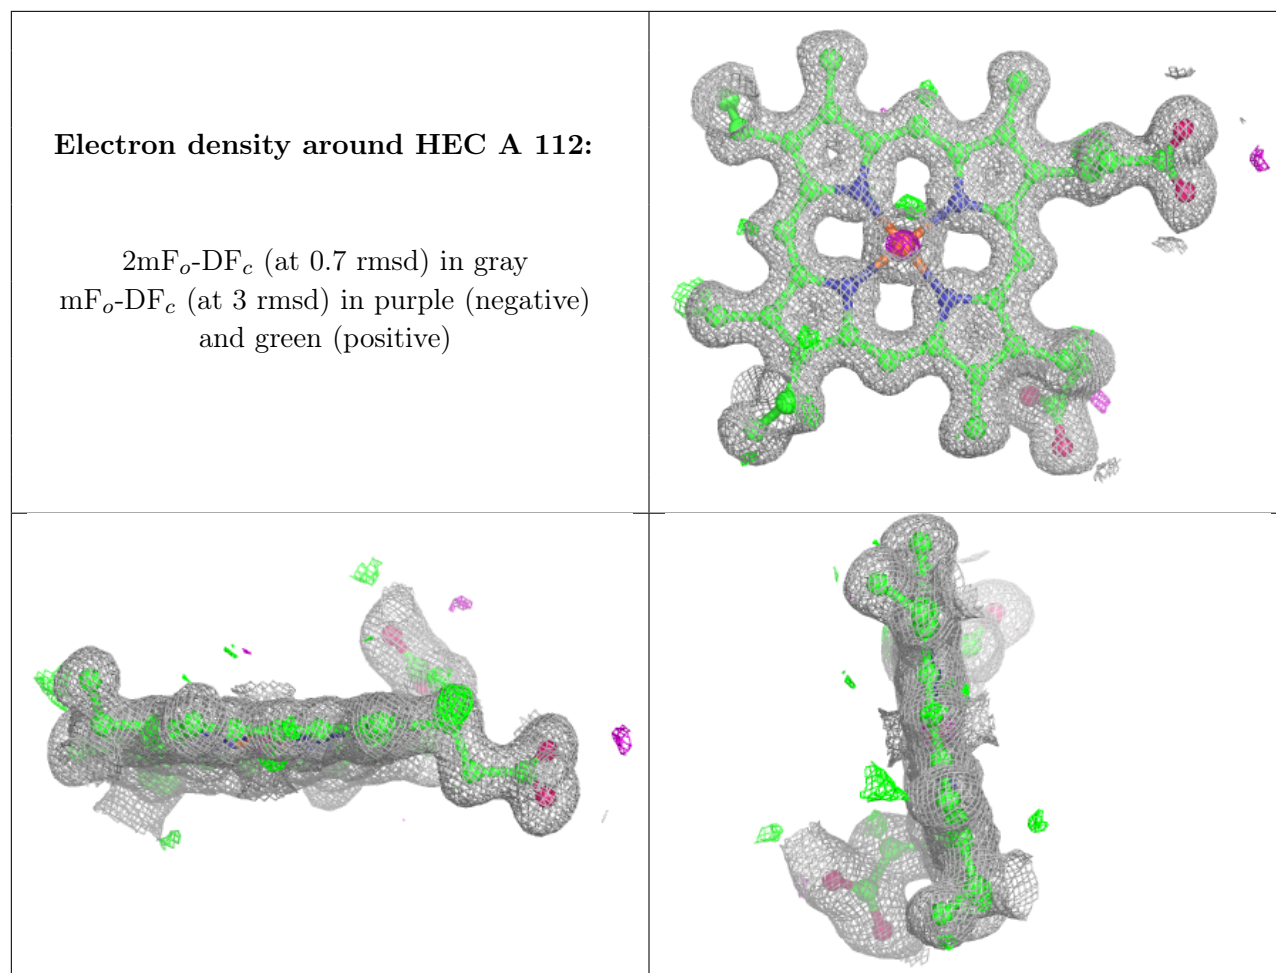 Electron density around HEC A 112:
2mFo-DFc (at 0.7 rmsd) in gray
mFo-DFc (at 3 rmsd) in purple (negative)
and green (positive)